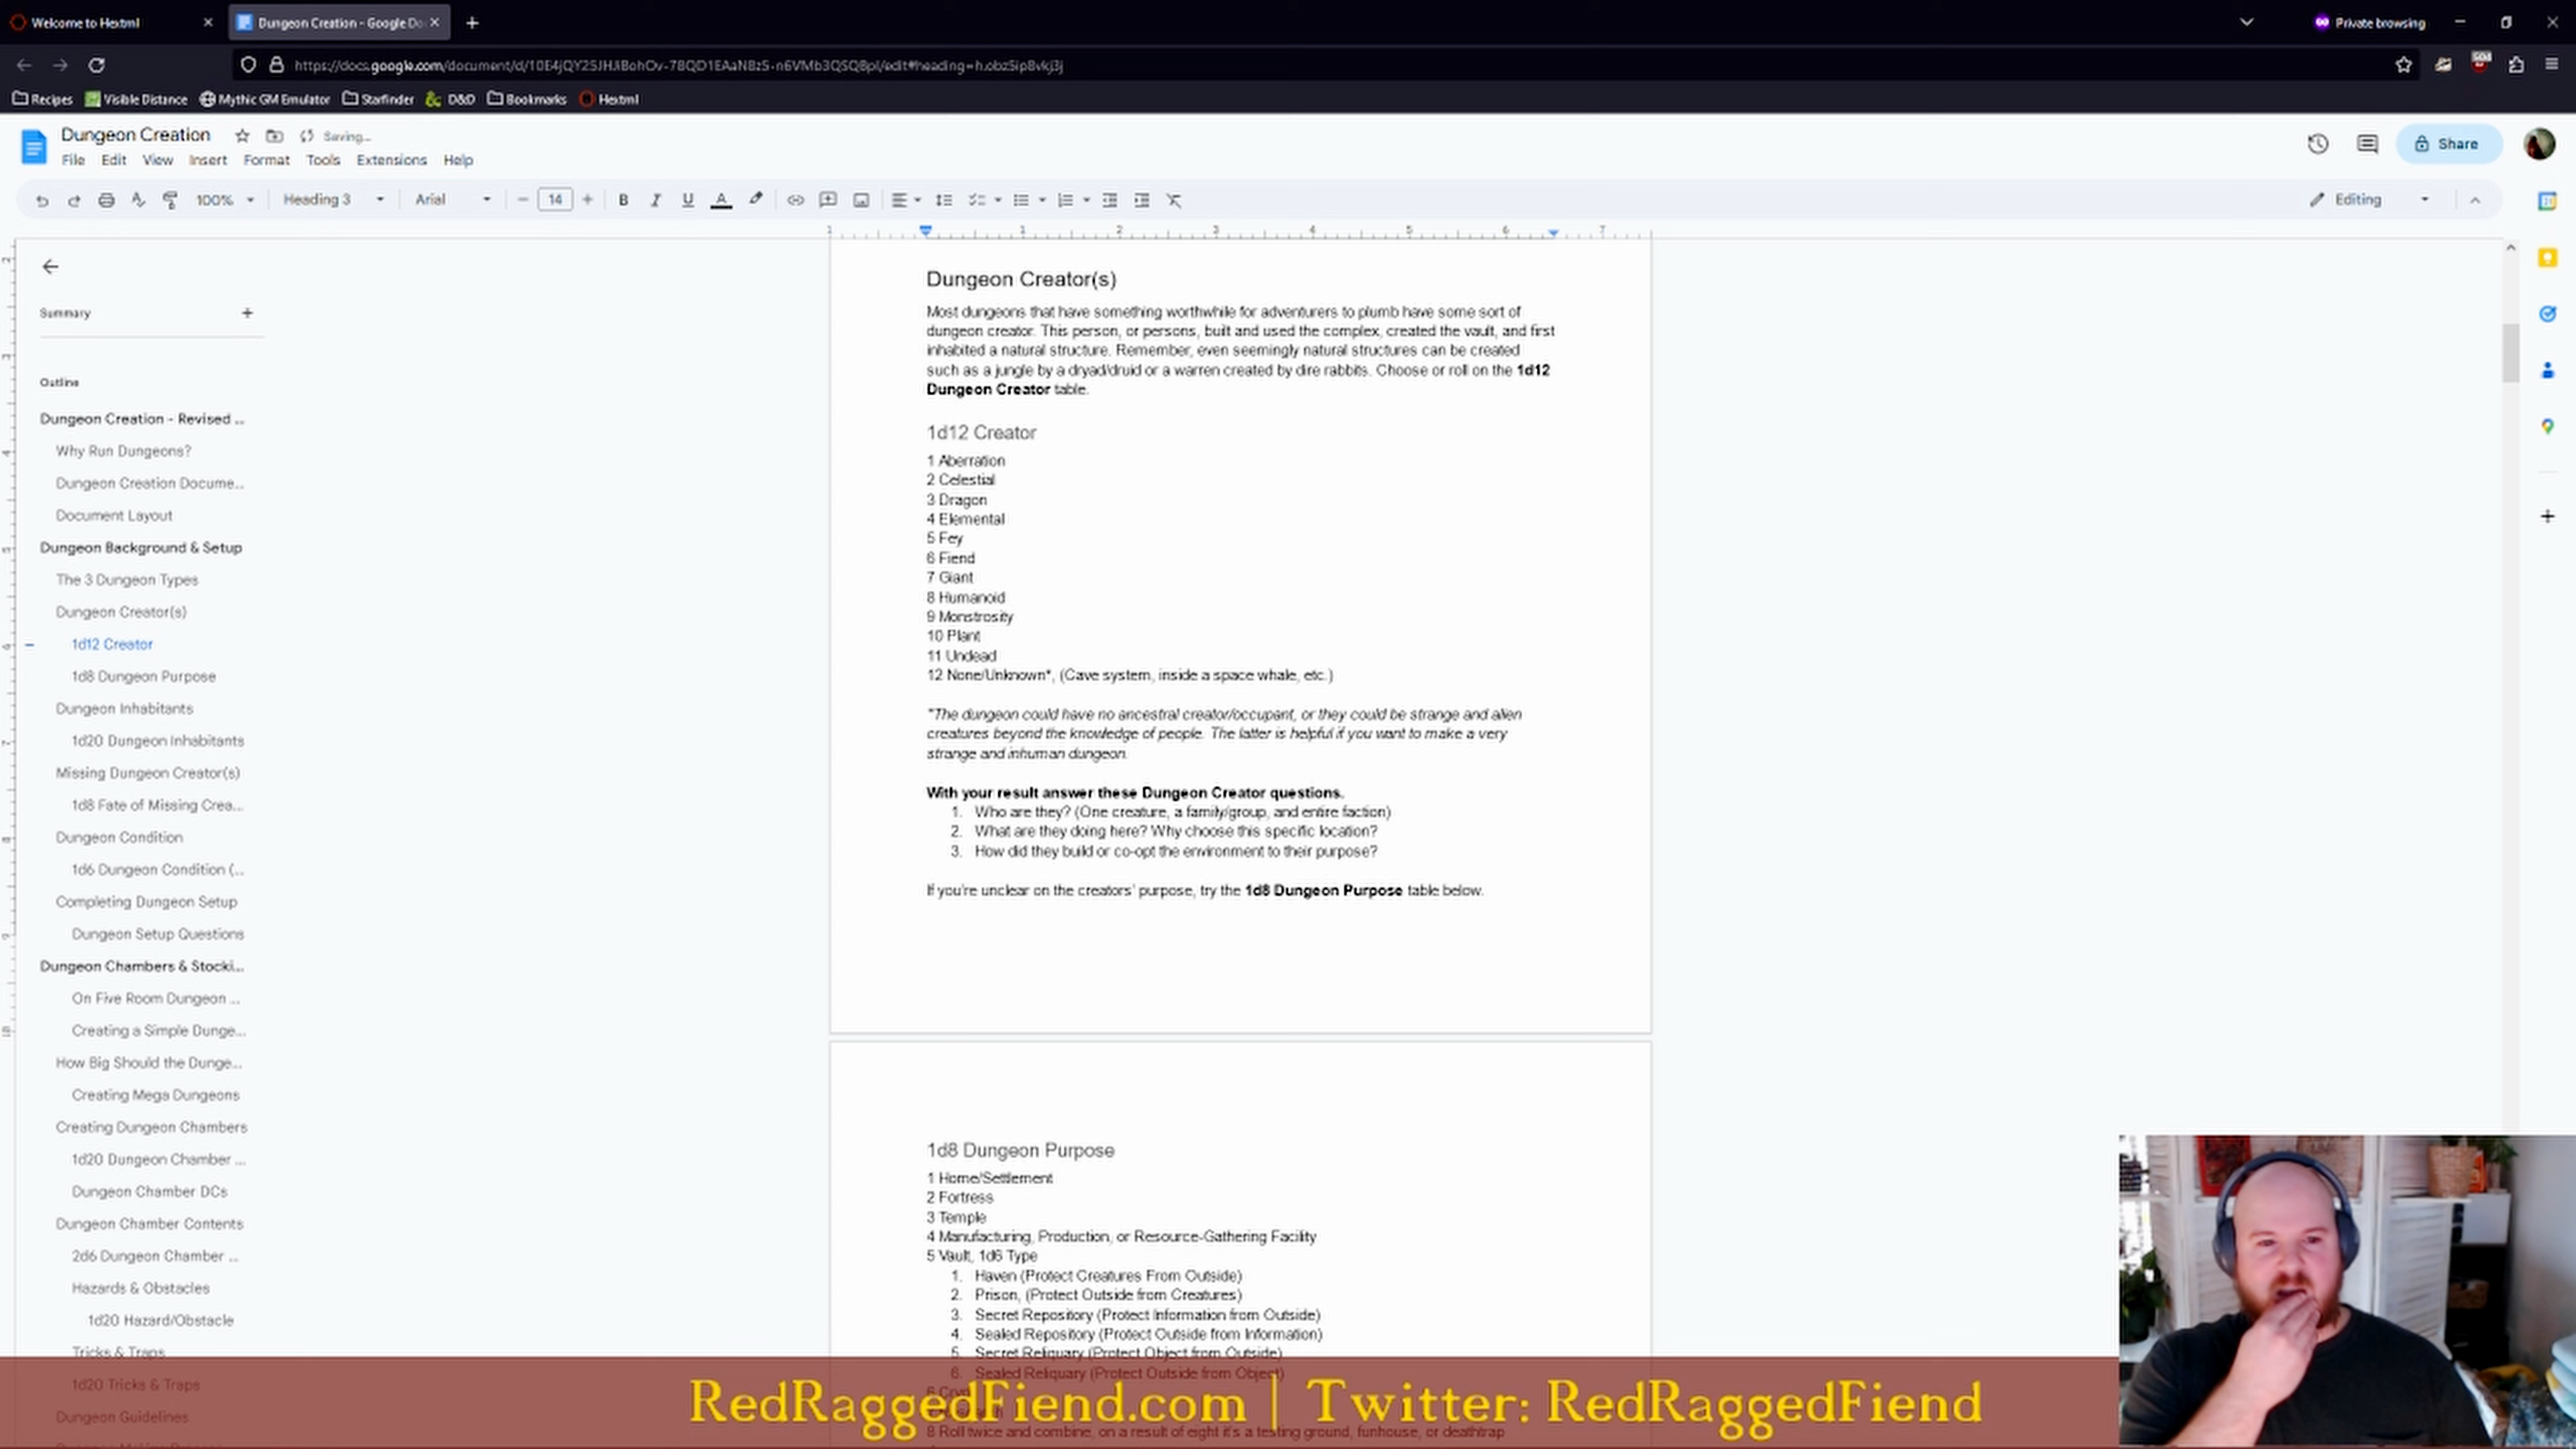 Welcome to Hextml
Dungeon Creation - Google Do
Private browsing
https://docs.google.com/document/d/
Recipes
Visible Distance
Mythic GM Emulator
Starfinder
D&D
Bookmarks
Hextml
Dungeon Creation
Saving...
File Edit View Insert Format Tools Extensions Help
Share
100%
Heading 3
Arial
14
Editing
Summary
Outline
Dungeon Creation - Revised ...
Why Run Dungeons?
Dungeon Creation Docume...
Document Layout
Dungeon Background & Setup
The 3 Dungeon Types
Dungeon Creator(s)
1d12 Creator
1d8 Dungeon Purpose
Dungeon Inhabitants
1d20 Dungeon Inhabitants
Missing Dungeon Creator(s)
1d8 Fate of Missing Crea...
Dungeon Condition
1d6 Dungeon Condition (...
Completing Dungeon Setup
Dungeon Setup Questions
Dungeon Chambers & Stocki...
On Five Room Dungeon ...
Creating a Simple Dunge...
How Big Should the Dunge...
Creating Mega Dungeons
Creating Dungeon Chambers
1d20 Dungeon Chamber ...
Dungeon Chamber DCs
Dungeon Chamber Contents
2d6 Dungeon Chamber ...
Hazards & Obstacles
1d20 Hazard/Obstacle
Tricks & Traps
1d20 Tricks & Traps
Dungeon Guidelines
Dungeon Creator(s)
Most dungeons that have something worthwhile for adventurers to plumb have some sort of
dungeon creator. This person, or persons, built and used the complex, created the vault, and first
inhabited a natural structure. Remember, even seemingly natural structures can be created
such as a jungle by a dryad/druid or a warren created by dire rabbits. Choose or roll on the 1d12
Dungeon Creator table.
1d12 Creator
1 Aberration
2 Celestial
3 Dragon
4 Elemental
5 Fey
6 Fiend
7 Giant
8 Humanoid
9 Monstrosity
10 Plant
11 Undead
12 None/Unknown*, (Cave system, inside a space whale, etc.)
*The dungeon could have no ancestral creator/occupant, or they could be strange and alien
creatures beyond the knowledge of people. The latter is helpful if you want to make a very
strange and inhuman dungeon.
With your result answer these Dungeon Creator questions.
1. Who are they? (One creature, a family/group, and entire faction)
2. What are they doing here? Why choose this specific location?
3. How did they build or co-opt the environment to their purpose?
If you're unclear on the creators' purpose, try the 1d8 Dungeon Purpose table below.
1d8 Dungeon Purpose
1 Home/Settlement
2 Fortress
3 Temple
4 Manufacturing, Production, or Resource-Gathering Facility
5 Vault, 1d6 Type
1. Haven (Protect Creatures From Outside)
2. Prison, (Protect Outside from Creatures)
3. Secret Repository (Protect Information from Outside)
4. Sealed Repository (Protect Outside from Information)
5. Secret Reliquary (Protect Object from Outside)
6. Sealed Reliquary (Protect Outside from Object)
8 Roll twice and combine, on a result of eight it's a testing ground, funhouse, or deathtrap
RedRaggedFiend.com | Twitter: RedRaggedFiend